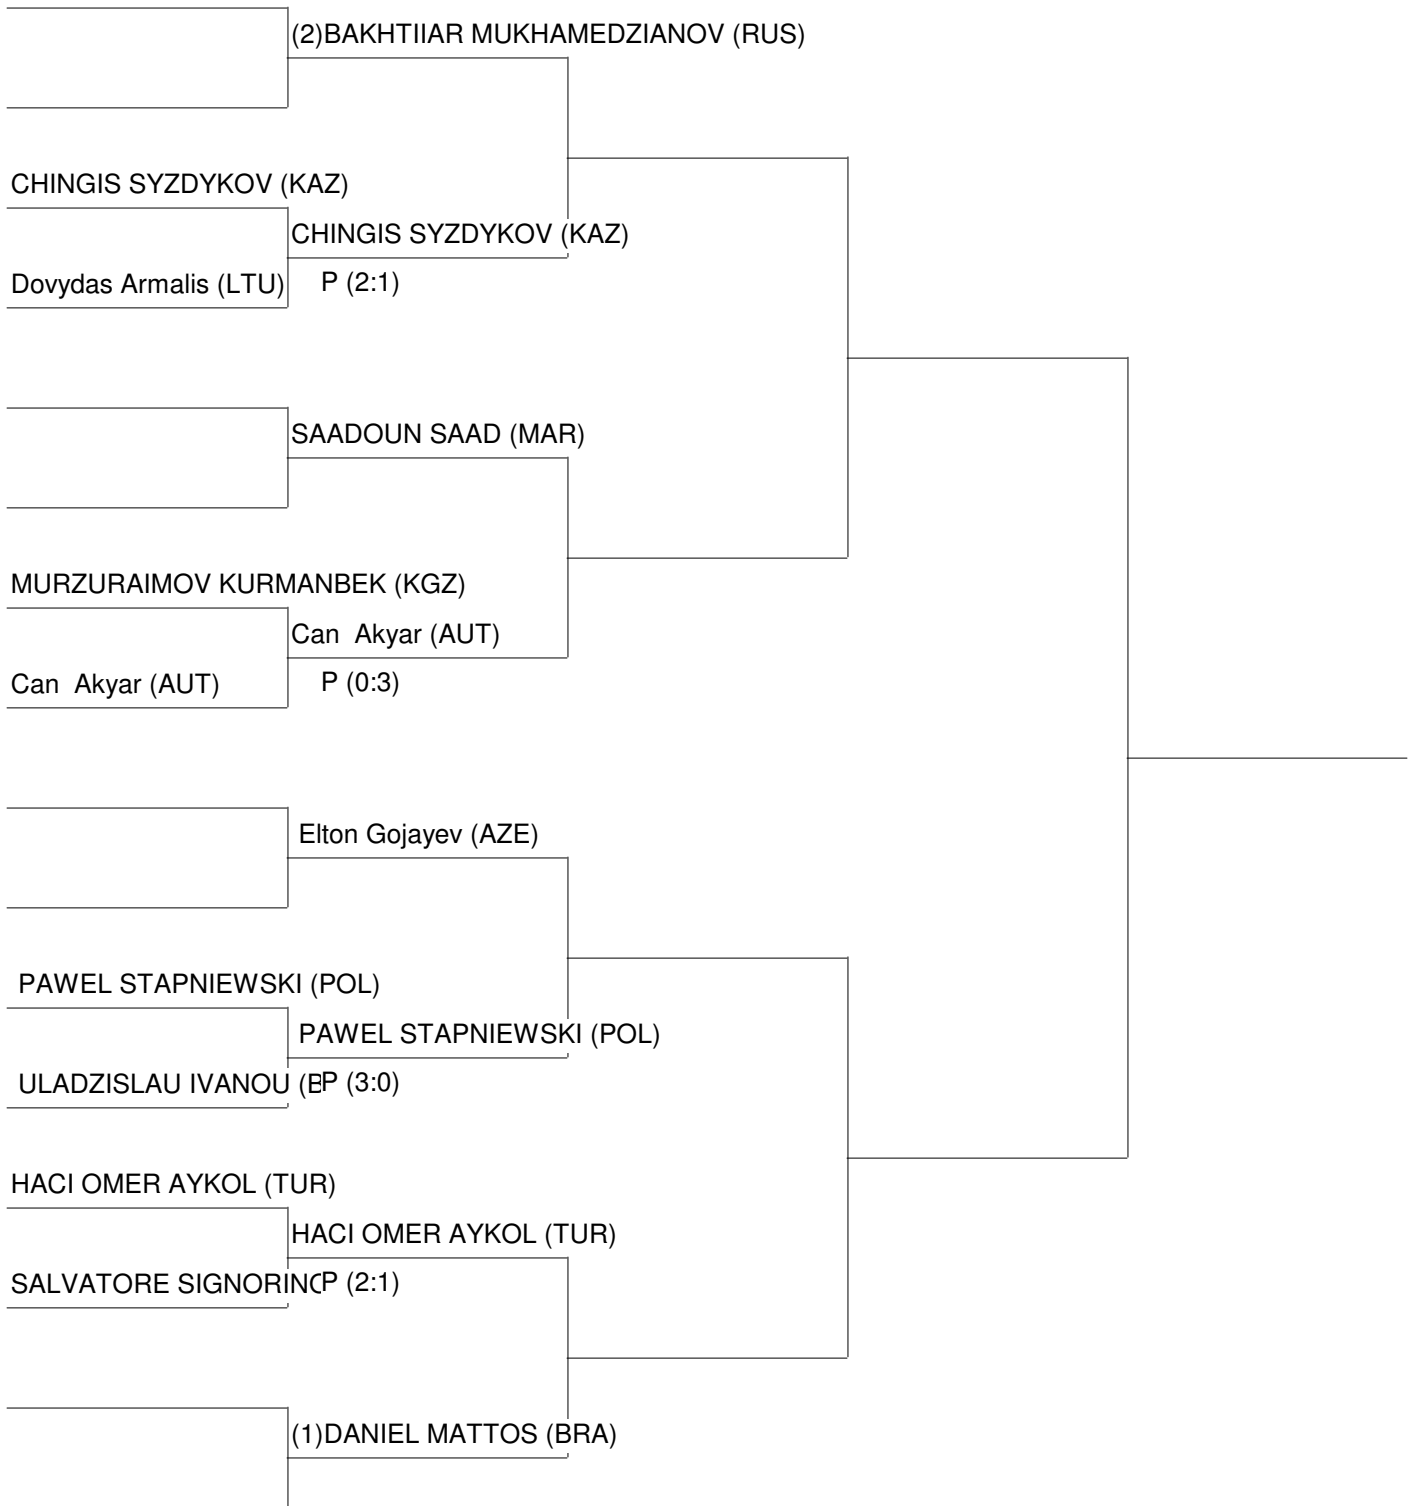 (2)BAKHTIIAR MUKHAMEDZIANOV (RUS)
CHINGIS SYZDYKOV (KAZ)
CHINGIS SYZDYKOV (KAZ)
Dovydas Armalis (LTU)
P (2:1)
SAADOUN SAAD (MAR)
MURZURAIMOV KURMANBEK (KGZ)
Can Akyar (AUT)
Can Akyar (AUT)
P (0:3)
Elton Gojayev (AZE)
PAWEL STAPNIEWSKI (POL)
PAWEL STAPNIEWSKI (POL)
ULADZISLAU IVANOU
P (3:0)
HACI OMER AYKOL (TUR)
HACI OMER AYKOL (TUR)
SALVATORE
P (2:1)
(1)DANIEL MATTOS (BRA)